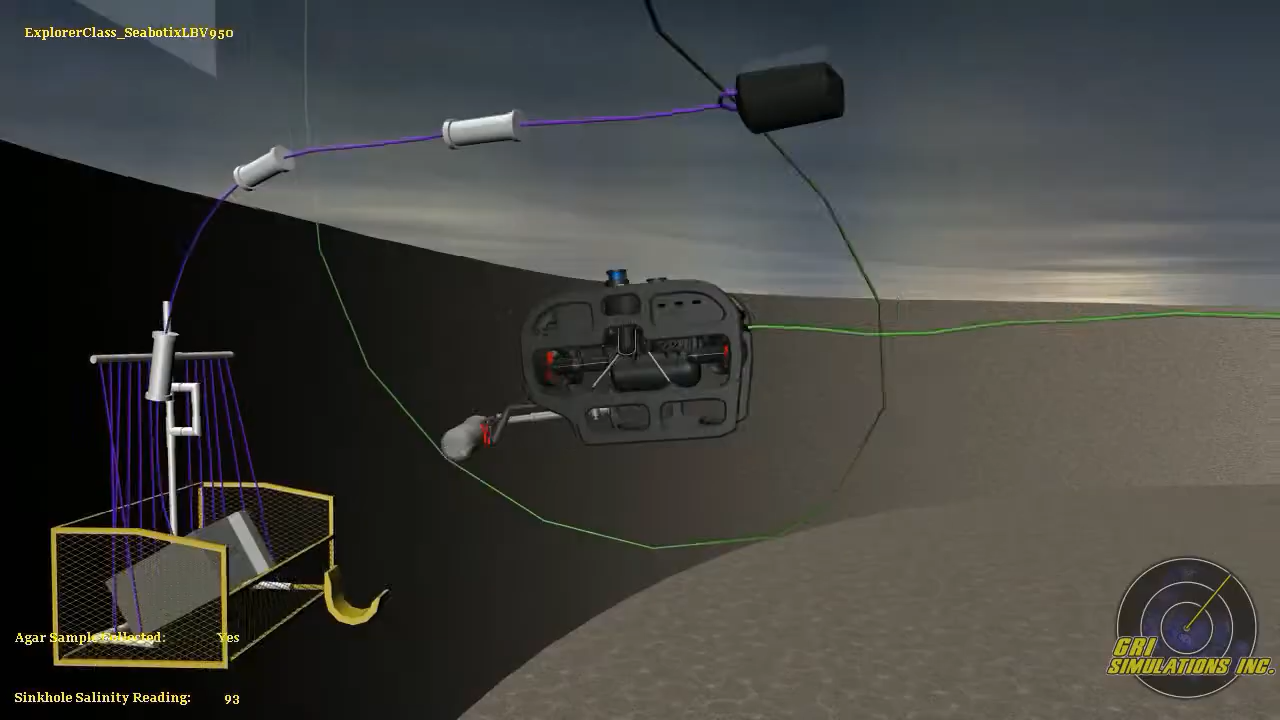 ExplorerClass_SeabotixLBV950
Agar Sample Collected: Yes
Sinkhole Salinity Reading: 93
GRI
SIMULATIONS INC.